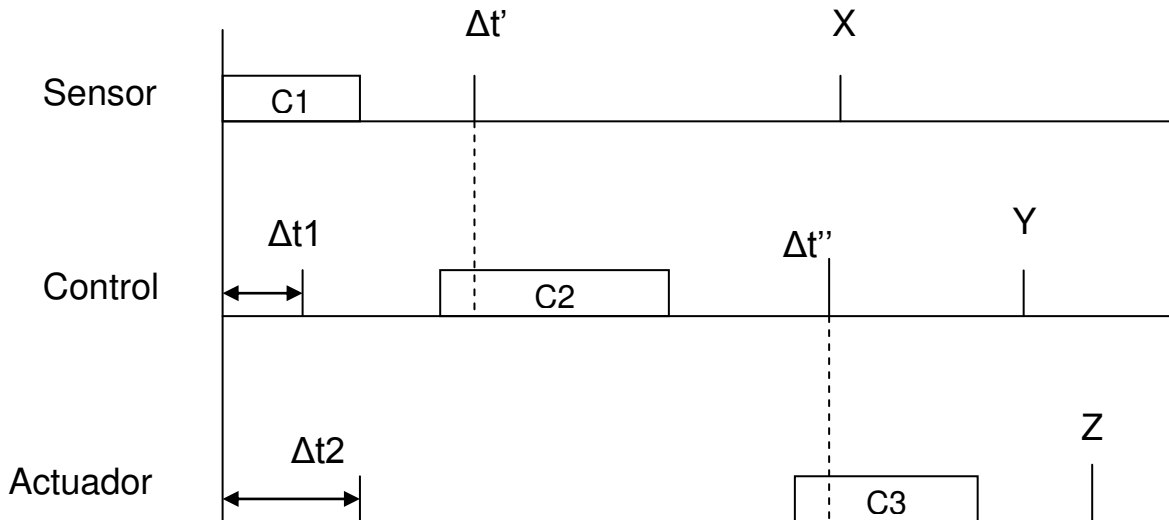 Δt' X
Sensor C1
Δt1 Δt'' Y
Control C2
Δt2 Z
Actuador C3